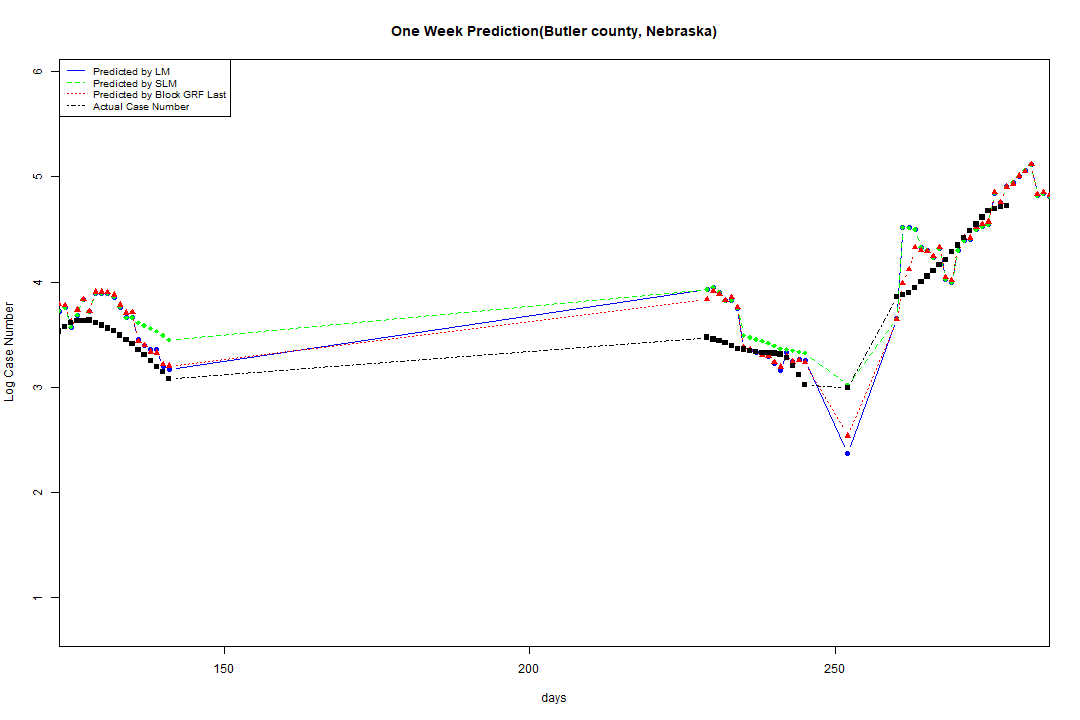 One Week Prediction(Butler county, Nebraska)
Predicted by LM
Predicted by SLM
Predicted by Block GRF Last
Actual Case Number
6
5
4
3
2
1
Log Case Number
150
200
250
days